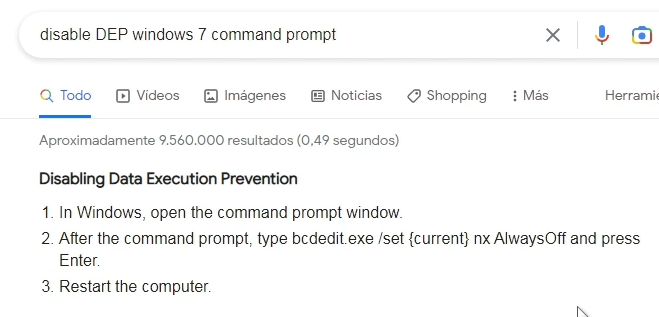 disable DEP windows 7 command prompt
Todo Vídeos Imágenes Noticias Shopping Más Herramie
Aproximadamente 9.560.000 resultados (0,49 segundos)
Disabling Data Execution Prevention
1. In Windows, open the command prompt window.
2. After the command prompt, type bcdedit.exe /set {current} nx AlwaysOff and press
Enter.
3. Restart the computer.